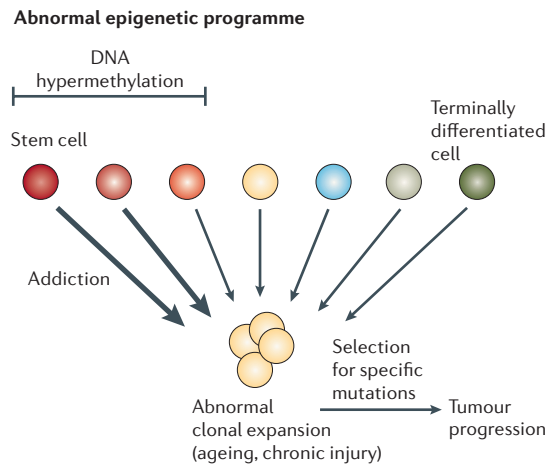 Abnormal epigenetic programme
DNA
hypermethylation
Stem cell
Terminally
differentiated
cell
Addiction
Selection
for specific
mutations
Abnormal
clonal expansion
(ageing, chronic injury)
Tumour
progression